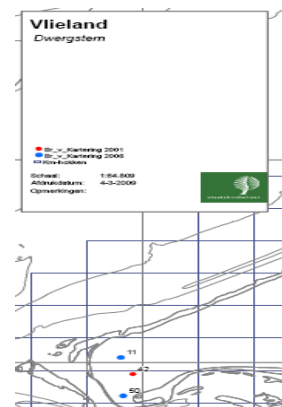 Vlieland
Dwergstern
Br_v_Kartering 2001
Br_v_Kartering 2006
Km-hokken
Schaal: 1:64.809
Afdrukdatum: 4-3-2009
Opmerkingen:
11
42
50